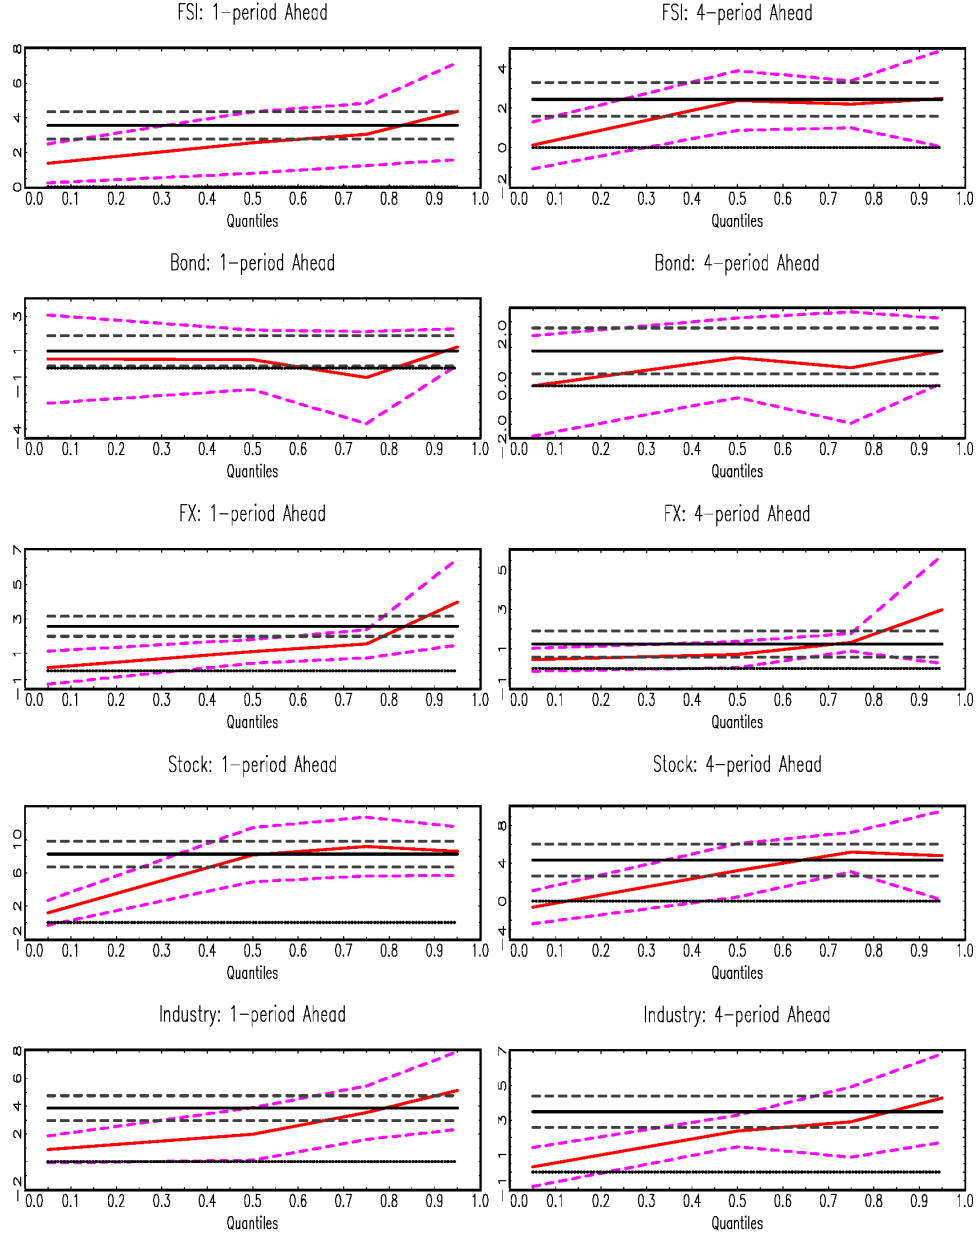 FSI: 1-period Ahead
FSI: 4-period Ahead
8
6
4
2
0
0.0 0.1 0.2 0.3 0.4 0.5 0.6 0.7 0.8 0.9 1.0
Quantiles
4
2
0
-2
0.0 0.1 0.2 0.3 0.4 0.5 0.6 0.7 0.8 0.9 1.0
Quantiles
Bond: 1-period Ahead
Bond: 4-period Ahead
3
1
-1
-4
0.0 0.1 0.2 0.3 0.4 0.5 0.6 0.7 0.8 0.9 1.0
Quantiles
2.0
0.0
-2.0
0.0 0.1 0.2 0.3 0.4 0.5 0.6 0.7 0.8 0.9 1.0
Quantiles
FX: 1-period Ahead
FX: 4-period Ahead
7
5
3
1
-1
0.0 0.1 0.2 0.3 0.4 0.5 0.6 0.7 0.8 0.9 1.0
Quantiles
5
3
1
-1
0.0 0.1 0.2 0.3 0.4 0.5 0.6 0.7 0.8 0.9 1.0
Quantiles
Stock: 1-period Ahead
Stock: 4-period Ahead
10
6
2
-2
0.0 0.1 0.2 0.3 0.4 0.5 0.6 0.7 0.8 0.9 1.0
Quantiles
8
4
0
-4
0.0 0.1 0.2 0.3 0.4 0.5 0.6 0.7 0.8 0.9 1.0
Quantiles
Industry: 1-period Ahead
Industry: 4-period Ahead
8
6
4
2
-2
0.0 0.1 0.2 0.3 0.4 0.5 0.6 0.7 0.8 0.9 1.0
Quantiles
7
5
3
1
-1
0.0 0.1 0.2 0.3 0.4 0.5 0.6 0.7 0.8 0.9 1.0
Quantiles